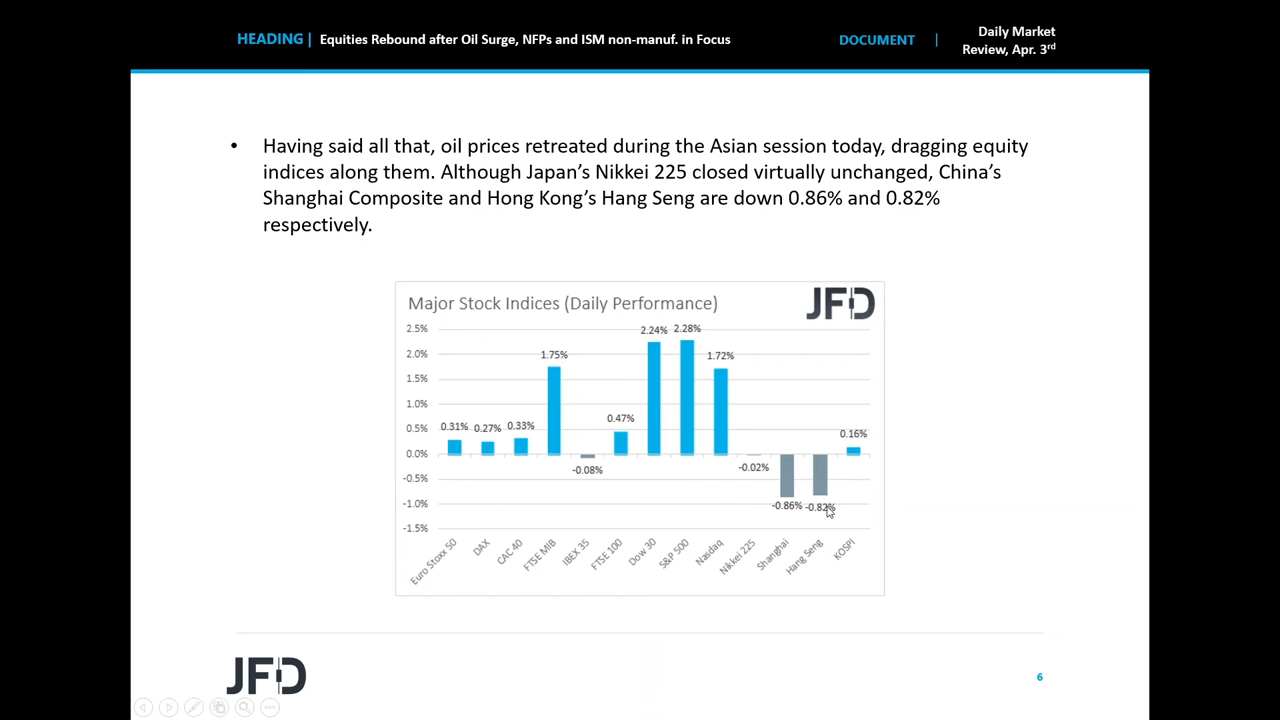 HEADING | Equities Rebound after Oil Surge, NFPs and ISM non-manuf. in Focus
DOCUMENT |
Daily Market
Review, Apr. 3rd
• Having said all that, oil prices retreated during the Asian session today, dragging equity
indices along them. Although Japan's Nikkei 225 closed virtually unchanged, China's
Shanghai Composite and Hong Kong's Hang Seng are down 0.86% and 0.82%
respectively.
Major Stock Indices (Daily Performance)
JFD
2.5%
2.0%
1.5%
1.0%
0.5%
0.0%
-0.5%
-1.0%
-1.5%
0.31%
0.27%
0.33%
1.75%
-0.08%
0.47%
2.24%
2.28%
1.72%
-0.02%
-0.86%
-0.82%
0.16%
Euro Stoxx 50
DAX
CAC 40
FTSE MIB
IBEX 35
FTSE 100
Dow 30
S&P 500
Nasdaq
Nikkei 225
Shanghai
Hang Seng
KOSPI
JFD
6